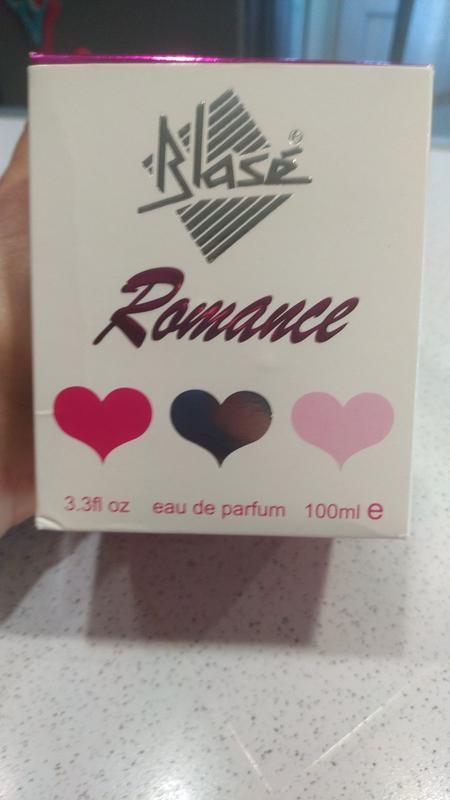 Blasé®
Romance
3.3fl oz eau de parfum 100ml e